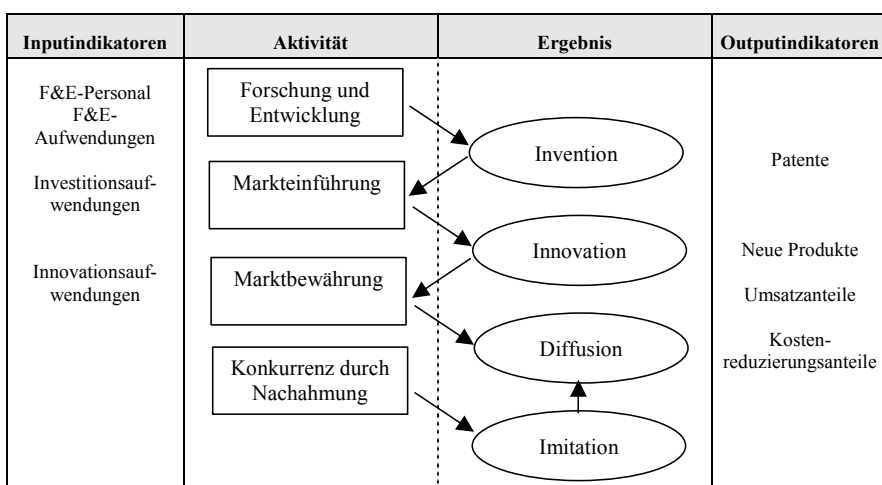 Inputindikatoren
Aktivität
Ergebnis
Outputindikatoren
F&E-Personal
F&E-
Aufwendungen
Investitionsauf-
wendungen
Innovationsauf-
wendungen
Forschung und
Entwicklung
Markteinführung
Marktbewährung
Konkurrenz durch
Nachahmung
Invention
Innovation
Diffusion
Imitation
Patente
Neue Produkte
Umsatzanteile
Kosten-
reduzierungsanteile